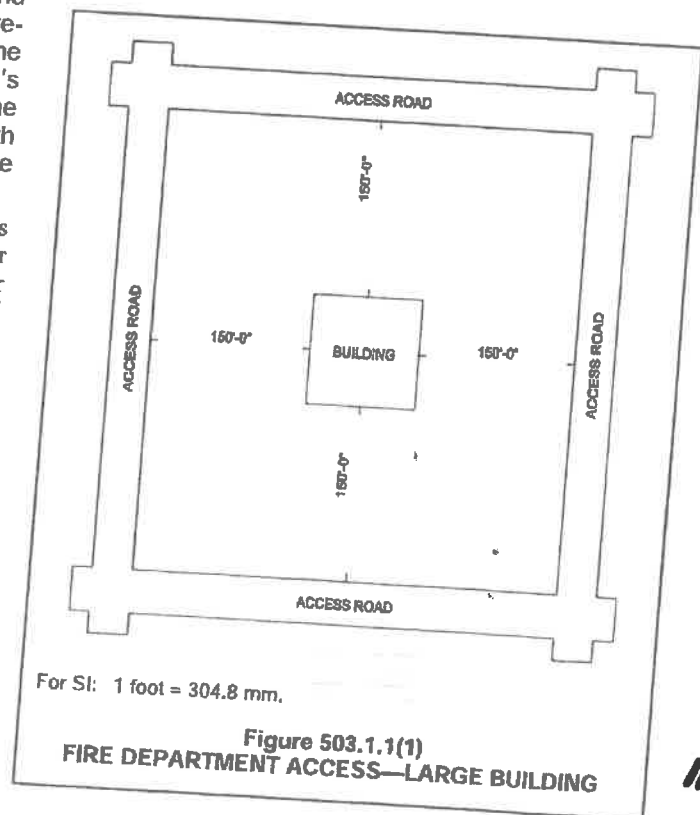 re-
's
ACCESS ROAD
150'-0"
ACCESS ROAD
150'-0"
BUILDING
150'-0"
ACCESS ROAD
150'-0"
ACCESS ROAD
For SI: 1 foot = 304.8 mm.
Figure 503.1.1(1)
FIRE DEPARTMENT ACCESS—LARGE BUILDING